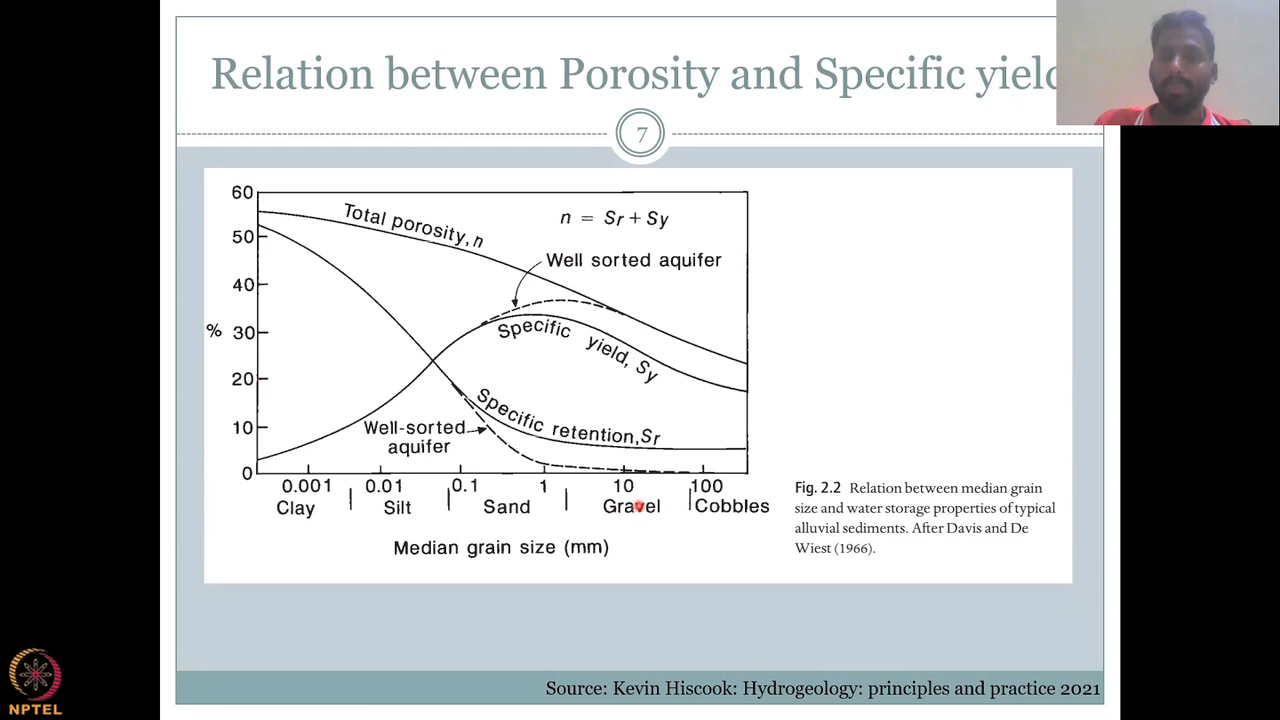 Relation between Porosity and Specific yield
7
60
50
40
%
30
20
10
0
Total porosity, n
n = Sr + Sy
Well sorted aquifer
Specific yield, Sy
Specific retention, Sr
Well-sorted
aquifer
0.001 0.01 0.1 1 10 100
Clay | Silt | Sand | Gravel | Cobbles
Median grain size (mm)
Fig. 2.2 Relation between median grain
size and water storage properties of typical
alluvial sediments. After Davis and De
Wiest (1966).
Source: Kevin Hiscook: Hydrogeology: principles and practice 2021
NPTEL